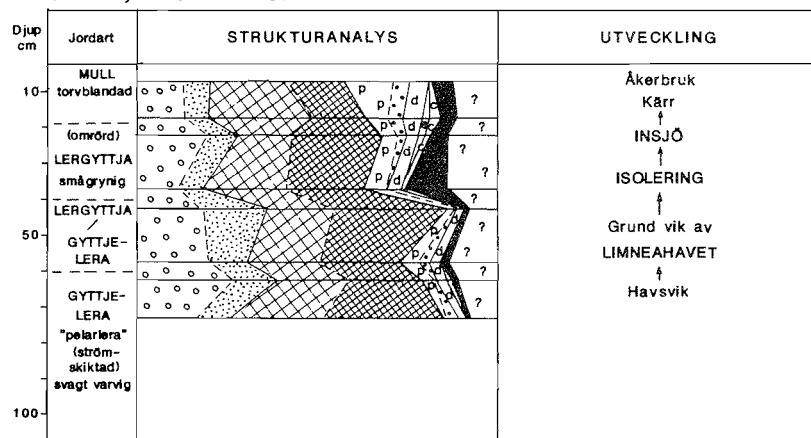 Djup
cm
Jordart
STRUKTURANALYS
UTVECKLING
MULL
torvblandad
10
(omrörd)
LERGYTTJA
smågrynig
LERGYTTJA
/
50
GYTTJE-
LERA
GYTTJE-
LERA
"pelarlera"
(ström-
skiktad)
svagt varvig
100
p d ?
p d ?
p d ?
p d ?
p d ?
p ?
Åkerbruk
Kärr
INSJÖ
ISOLERING
Grund vik av
LIMNEAHAVET
Havsvik